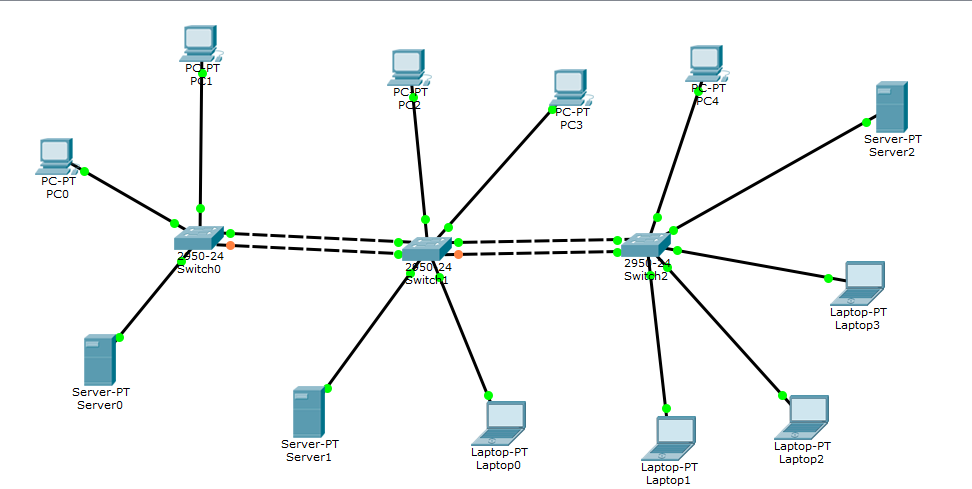 PC-PT
PC1
PC-PT
PC2
PC-PT
PC3
PC-PT
PC4
Server-PT
Server2
PC-PT
PC0
2950-24
Switch0
2950-24
Switch1
2950-24
Switch2
Laptop-PT
Laptop3
Server-PT
Server0
Server-PT
Server1
Laptop-PT
Laptop0
Laptop-PT
Laptop1
Laptop-PT
Laptop2